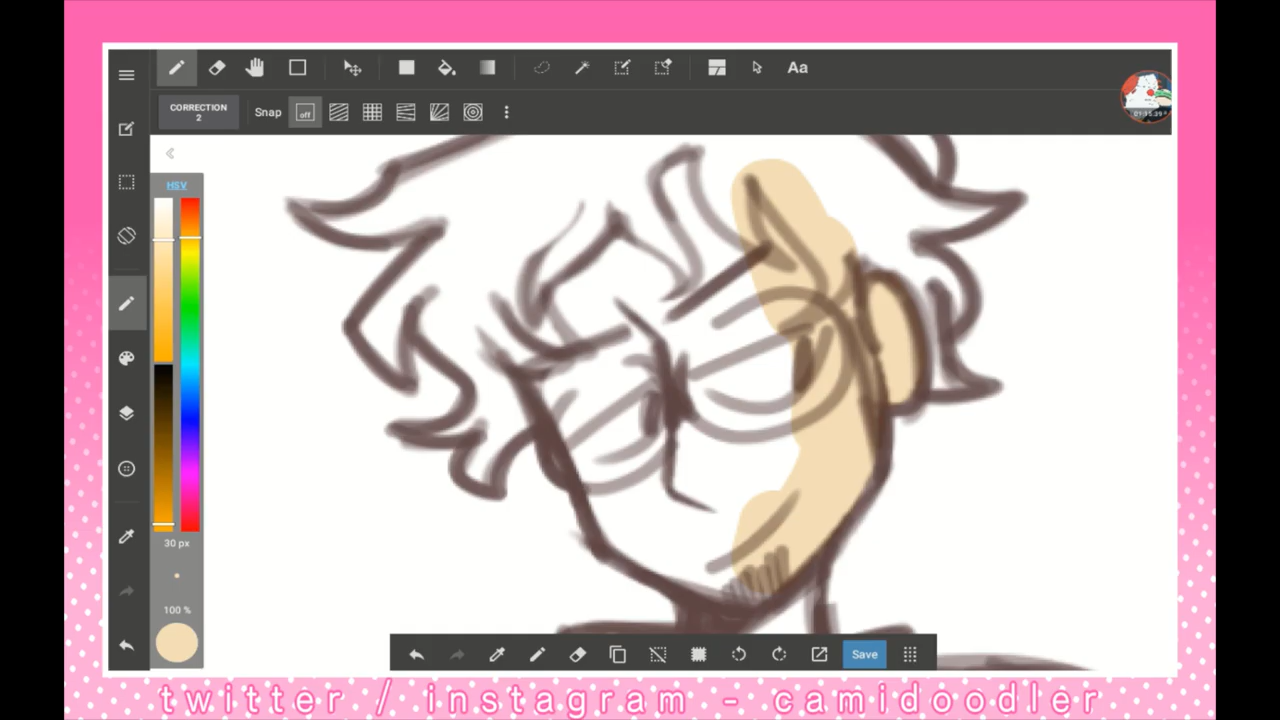 Aa
CORRECTION
2
Snap
off
HSV
30 px
100 %
Save
twitter / instagram - camidoodler